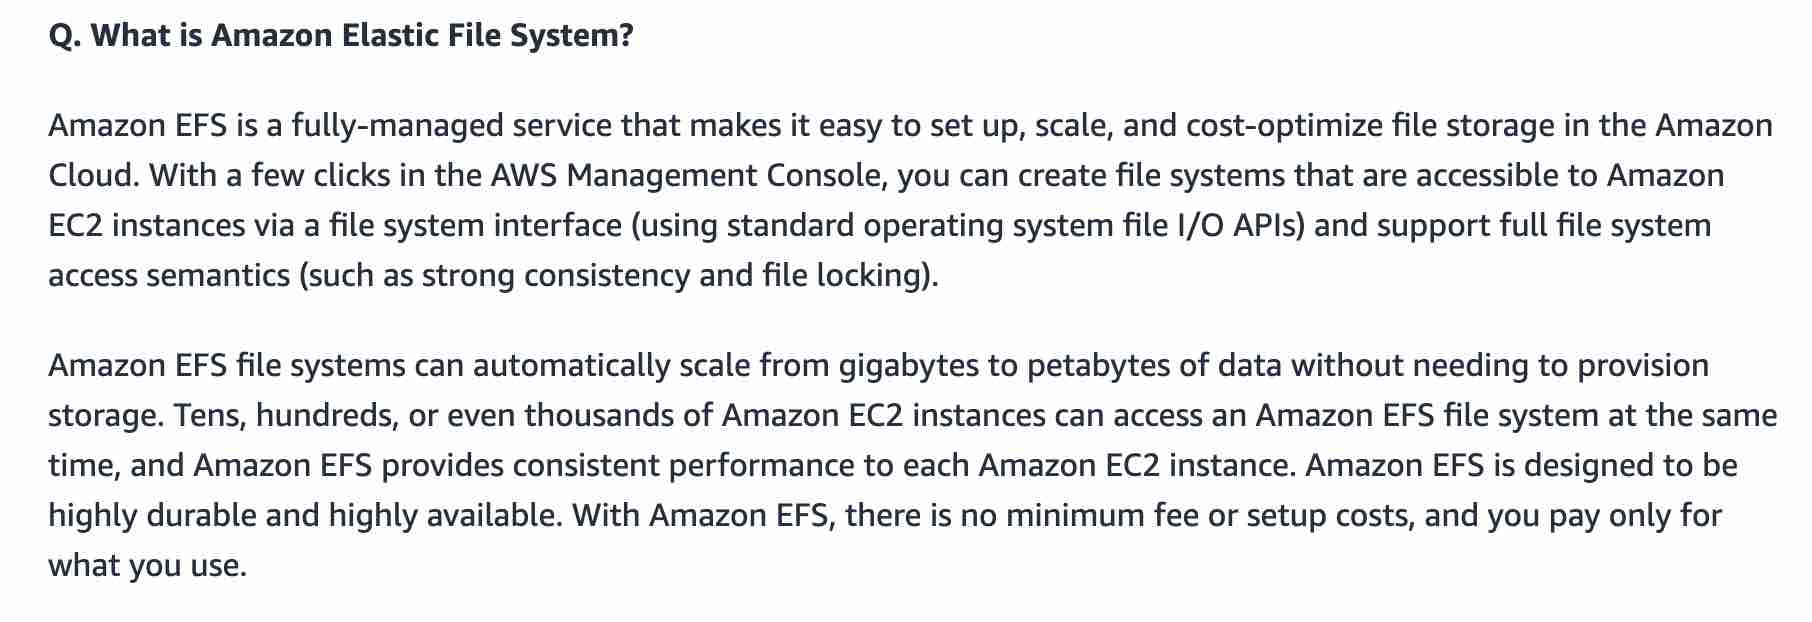 Q. What is Amazon Elastic File System?
Amazon EFS is a fully-managed service that makes it easy to set up, scale, and cost-optimize file storage in the Amazon
Cloud. With a few clicks in the AWS Management Console, you can create file systems that are accessible to Amazon
EC2 instances via a file system interface (using standard operating system file I/O APIs) and support full file system
access semantics (such as strong consistency and file locking).
Amazon EFS file systems can automatically scale from gigabytes to petabytes of data without needing to provision
storage. Tens, hundreds, or even thousands of Amazon EC2 instances can access an Amazon EFS file system at the same
time, and Amazon EFS provides consistent performance to each Amazon EC2 instance. Amazon EFS is designed to be
highly durable and highly available. With Amazon EFS, there is no minimum fee or setup costs, and you pay only for
what you use.